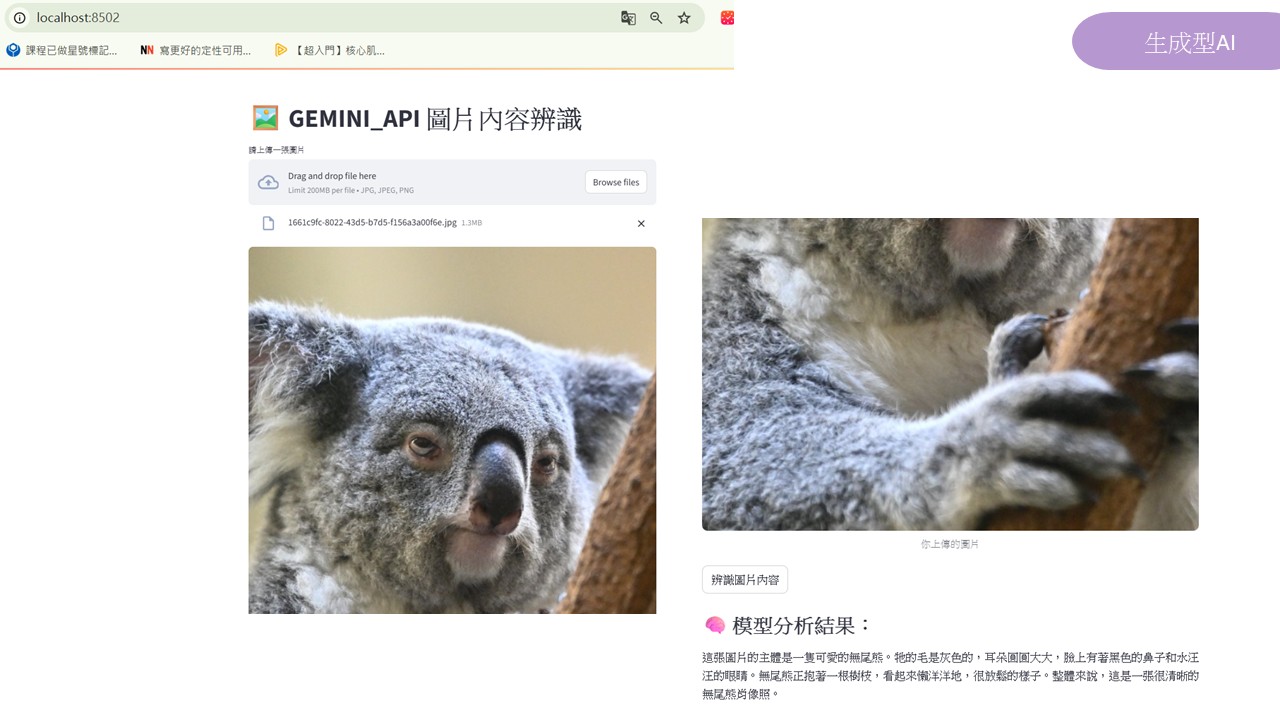 localhost:8502
課程已做星號標記...
NN 寫更好的定性可用...
【超入門】核心肌...
生成型AI
GEMINI_API 圖片內容辨識
請上傳一張圖片
Drag and drop file here
Limit 200MB per file • JPG, JPEG, PNG
Browse files
1661c9fc-8022-43d5-b7d5-f156a3a00f6e.jpg 1.3MB
你上傳的圖片
辨識圖片內容
模型分析結果：
這張圖片的主體是一隻可愛的無尾熊。牠的毛是灰色的，耳朵圓圓大大，臉上有著黑色的鼻子和水汪
汪的眼睛。無尾熊正抱著一根樹枝，看起來懶洋洋地，很放鬆的樣子。整體來說，這是一張很清晰的
無尾熊肖像照。